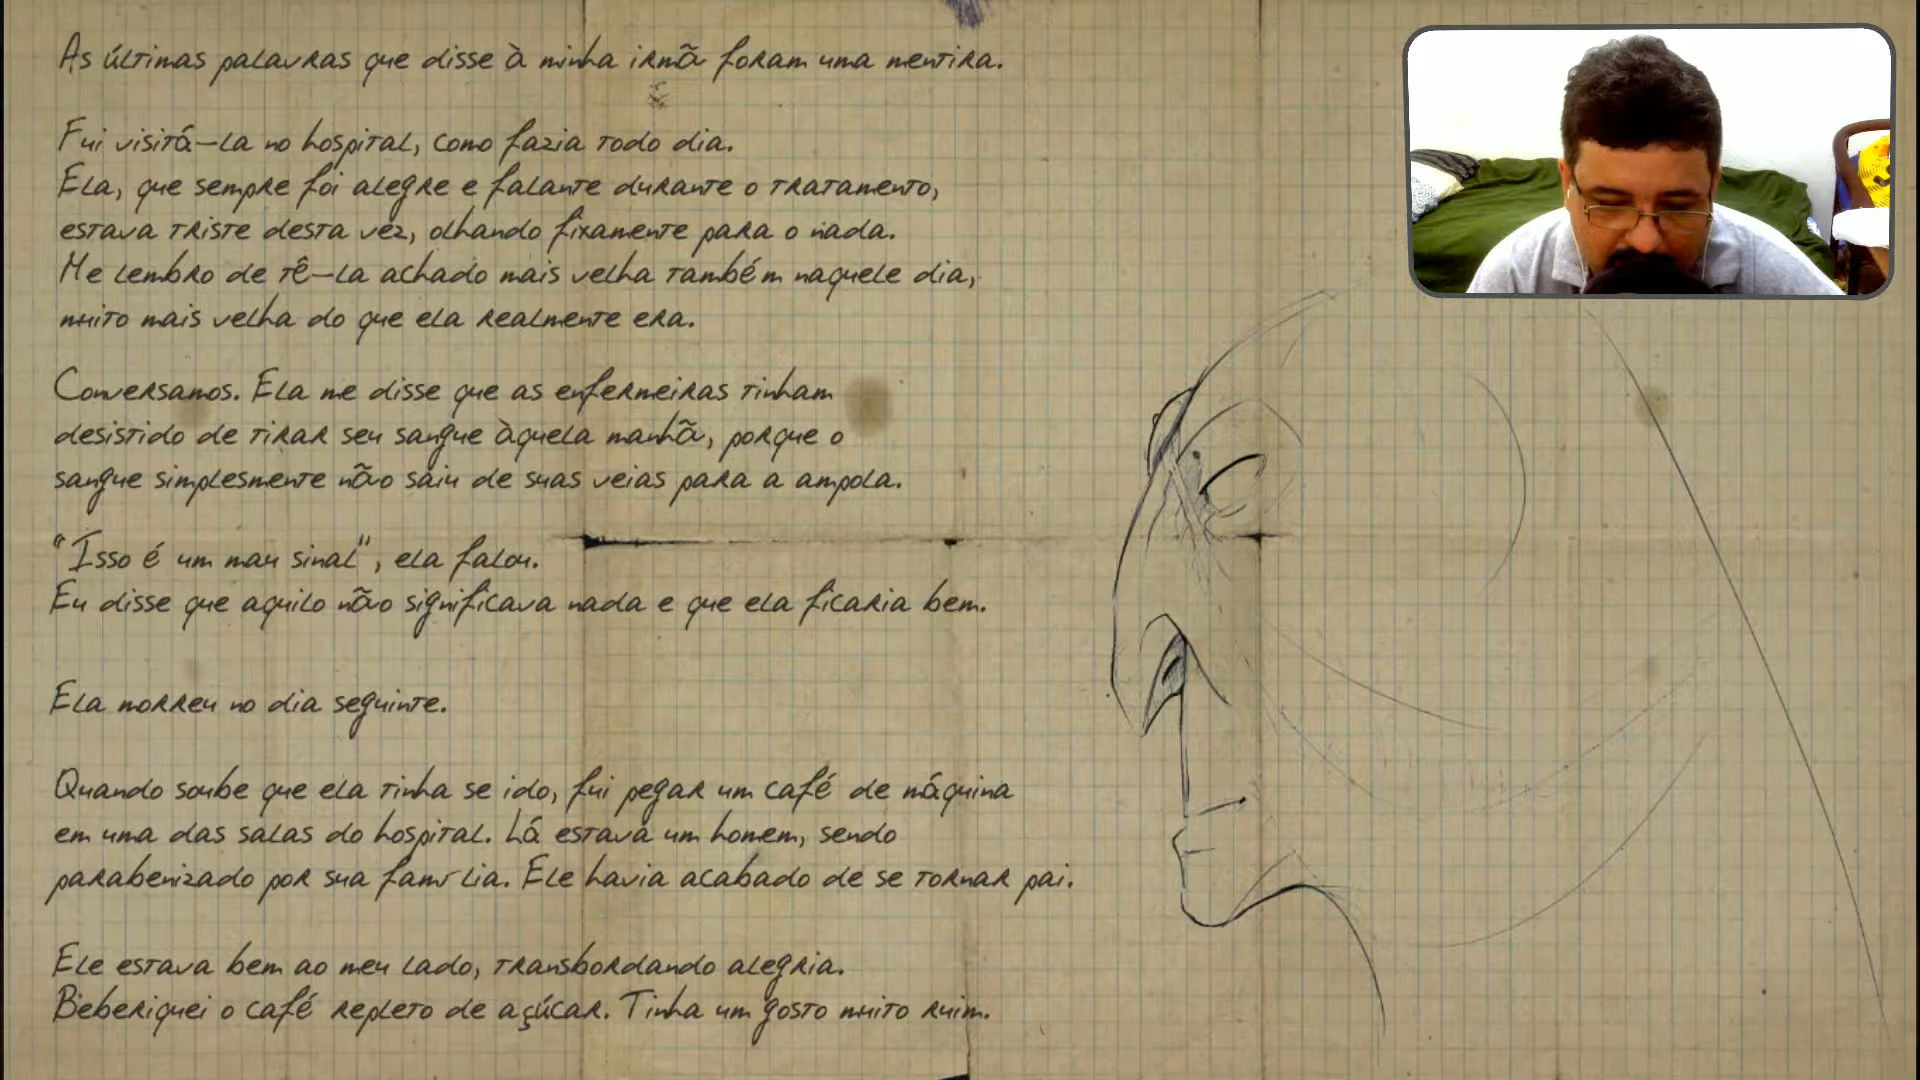 As últimas palavras que disse à minha irmã foram uma mentira.
Fui visitá-la no hospital, como fazia todo dia.
Ela, que sempre foi alegre e falante durante o tratamento,
estava triste desta vez, olhando fixamente para o nada.
Me lembro de tê-la achado mais velha também naquele dia,
muito mais velha do que ela realmente era.
Conversamos. Ela me disse que as enfermeiras tinham
desistido de tirar seu sangue àquela manhã, porque o
sangue simplesmente não saiu de suas veias para a ampola.
"Isso é um mau sinal", ela falou.
Eu disse que aquilo não significava nada e que ela ficaria bem.
Ela morreu no dia seguinte.
Quando soube que ela tinha se ido, fui pegar um café de máquina
em uma das salas do hospital. Lá estava um homem, sendo
parabenizado por sua família. Ele havia acabado de se tornar pai.
Ele estava bem ao meu lado, transbordando alegria.
Beberiquei o café repleto de açúcar. Tinha um gosto muito ruim.